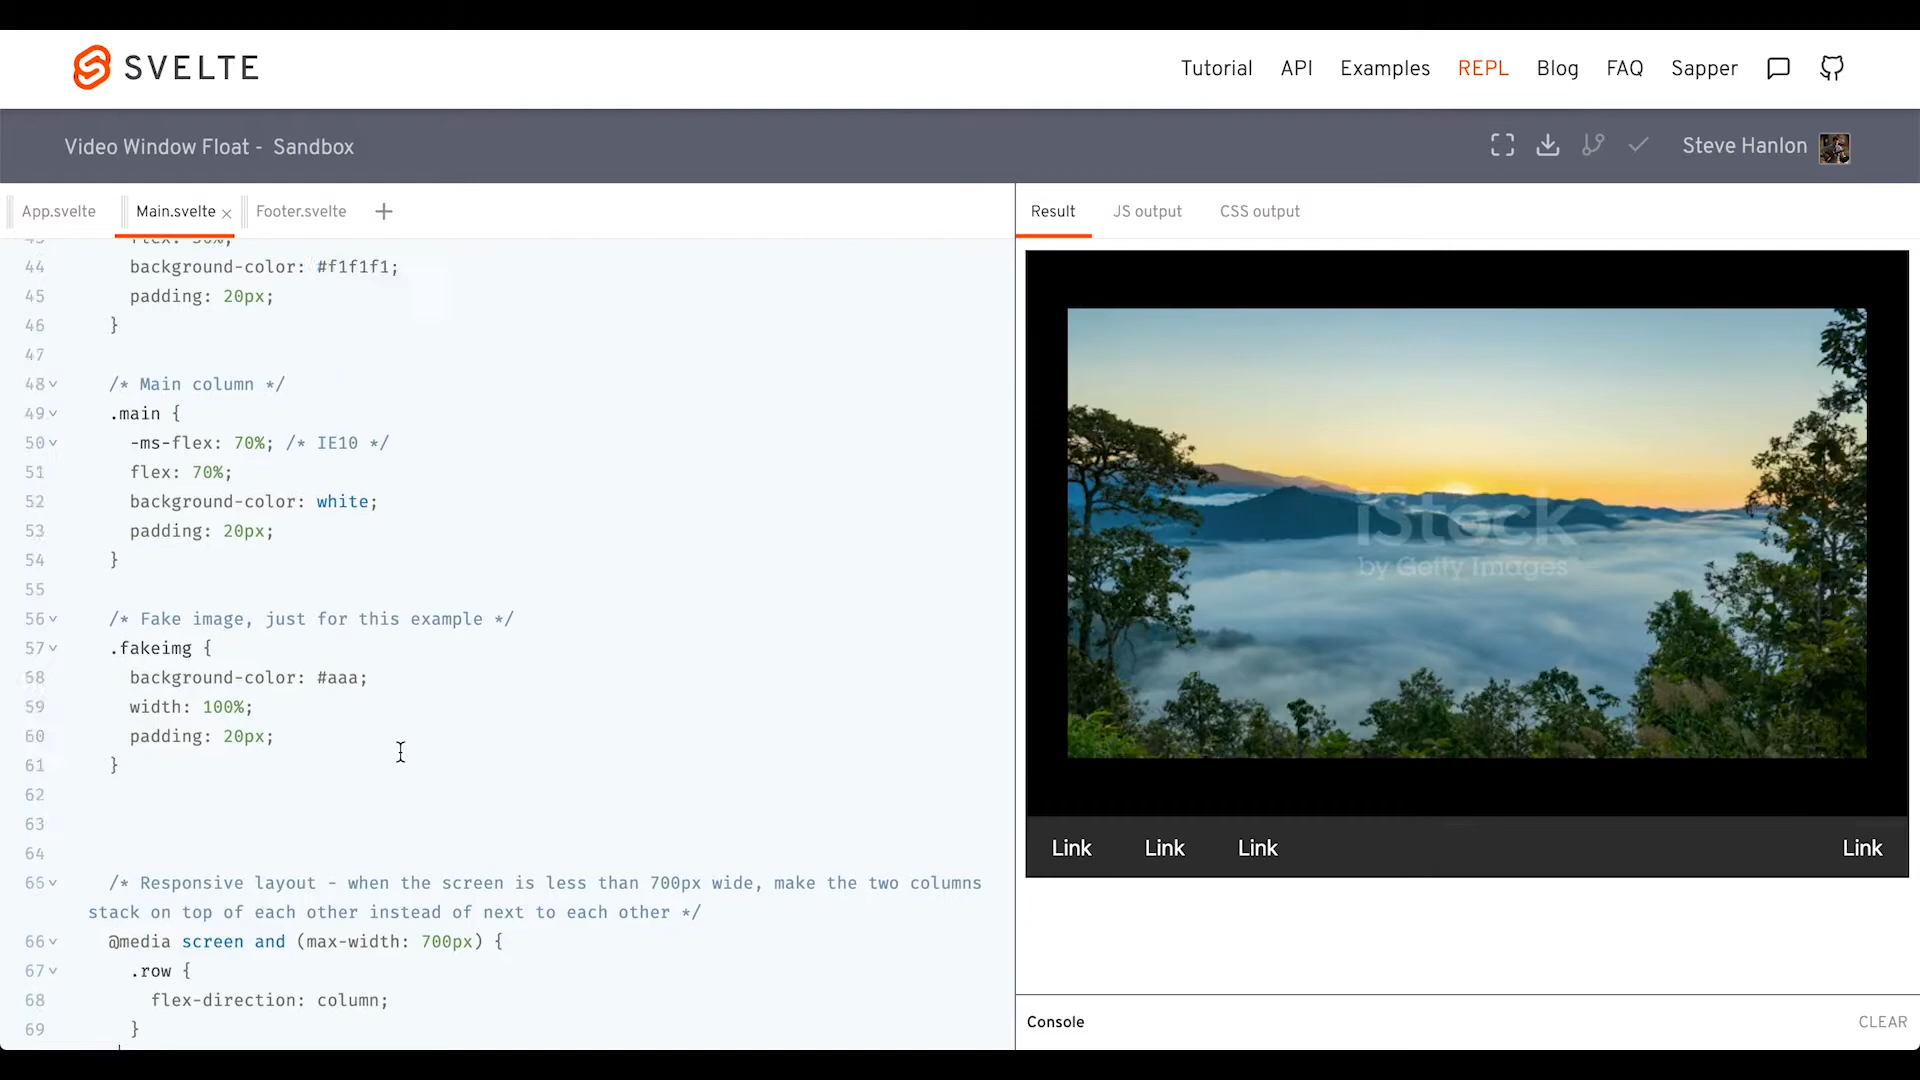 SVELTE
Tutorial API Examples REPL Blog FAQ Sapper
Video Window Float - Sandbox
Steve Hanlon
App.svelte Main.svelte Footer.svelte
Result JS output CSS output
43 flex: 30%;
44 background-color: #f1f1f1;
45 padding: 20px;
46 }
47
48 /* Main column */
49 .main {
50 -ms-flex: 70%; /* IE10 */
51 flex: 70%;
52 background-color: white;
53 padding: 20px;
54 }
55
56 /* Fake image, just for this example */
57 .fakeimg {
58 background-color: #aaa;
59 width: 100%;
60 padding: 20px;
61 }
62
63
64
65 /* Responsive layout - when the screen is less than 700px wide, make the two columns
stack on top of each other instead of next to each other */
66 @media screen and (max-width: 700px) {
67 .row {
68 flex-direction: column;
69 }
iStock
by Getty Images
Link Link Link Link
Console CLEAR